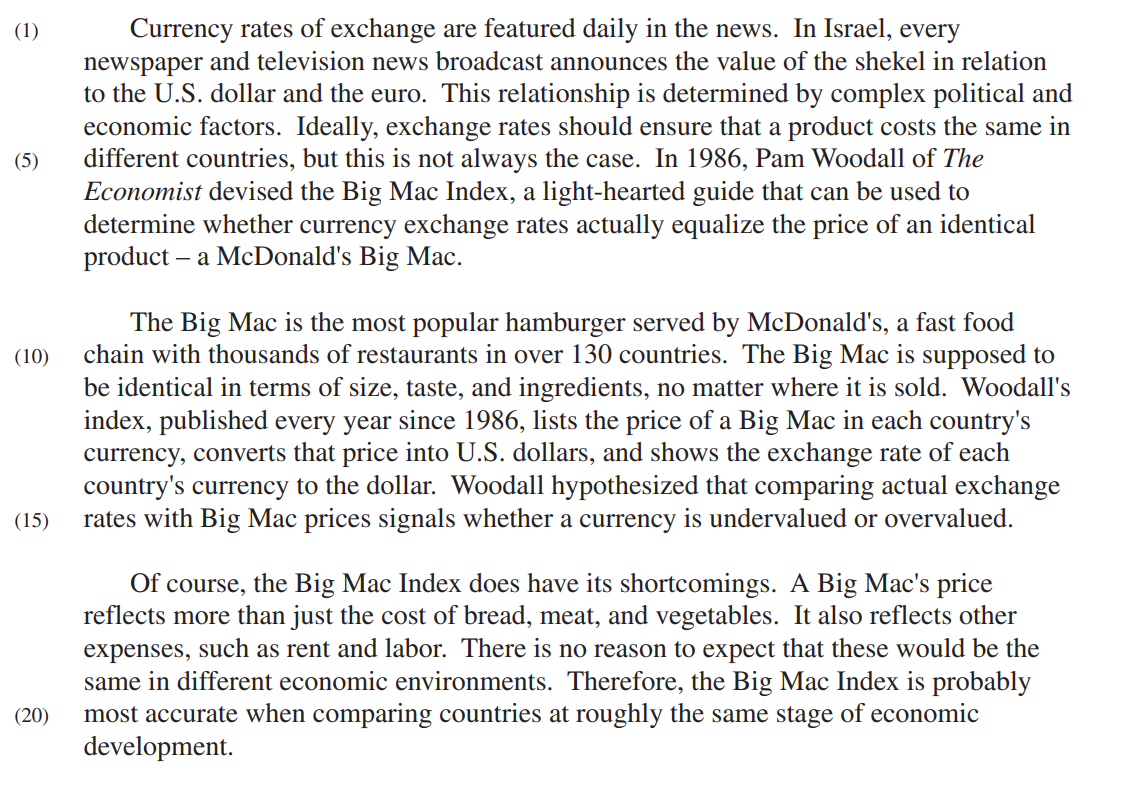 (1) Currency rates of exchange are featured daily in the news. In Israel, every
newspaper and television news broadcast announces the value of the shekel in relation
to the U.S. dollar and the euro. This relationship is determined by complex political and
economic factors. Ideally, exchange rates should ensure that a product costs the same in
(5) different countries, but this is not always the case. In 1986, Pam Woodall of The
Economist devised the Big Mac Index, a light-hearted guide that can be used to
determine whether currency exchange rates actually equalize the price of an identical
product – a McDonald's Big Mac.
The Big Mac is the most popular hamburger served by McDonald's, a fast food
(10) chain with thousands of restaurants in over 130 countries. The Big Mac is supposed to
be identical in terms of size, taste, and ingredients, no matter where it is sold. Woodall's
index, published every year since 1986, lists the price of a Big Mac in each country's
currency, converts that price into U.S. dollars, and shows the exchange rate of each
country's currency to the dollar. Woodall hypothesized that comparing actual exchange
(15) rates with Big Mac prices signals whether a currency is undervalued or overvalued.
Of course, the Big Mac Index does have its shortcomings. A Big Mac's price
reflects more than just the cost of bread, meat, and vegetables. It also reflects other
expenses, such as rent and labor. There is no reason to expect that these would be the
same in different economic environments. Therefore, the Big Mac Index is probably
(20) most accurate when comparing countries at roughly the same stage of economic
development.